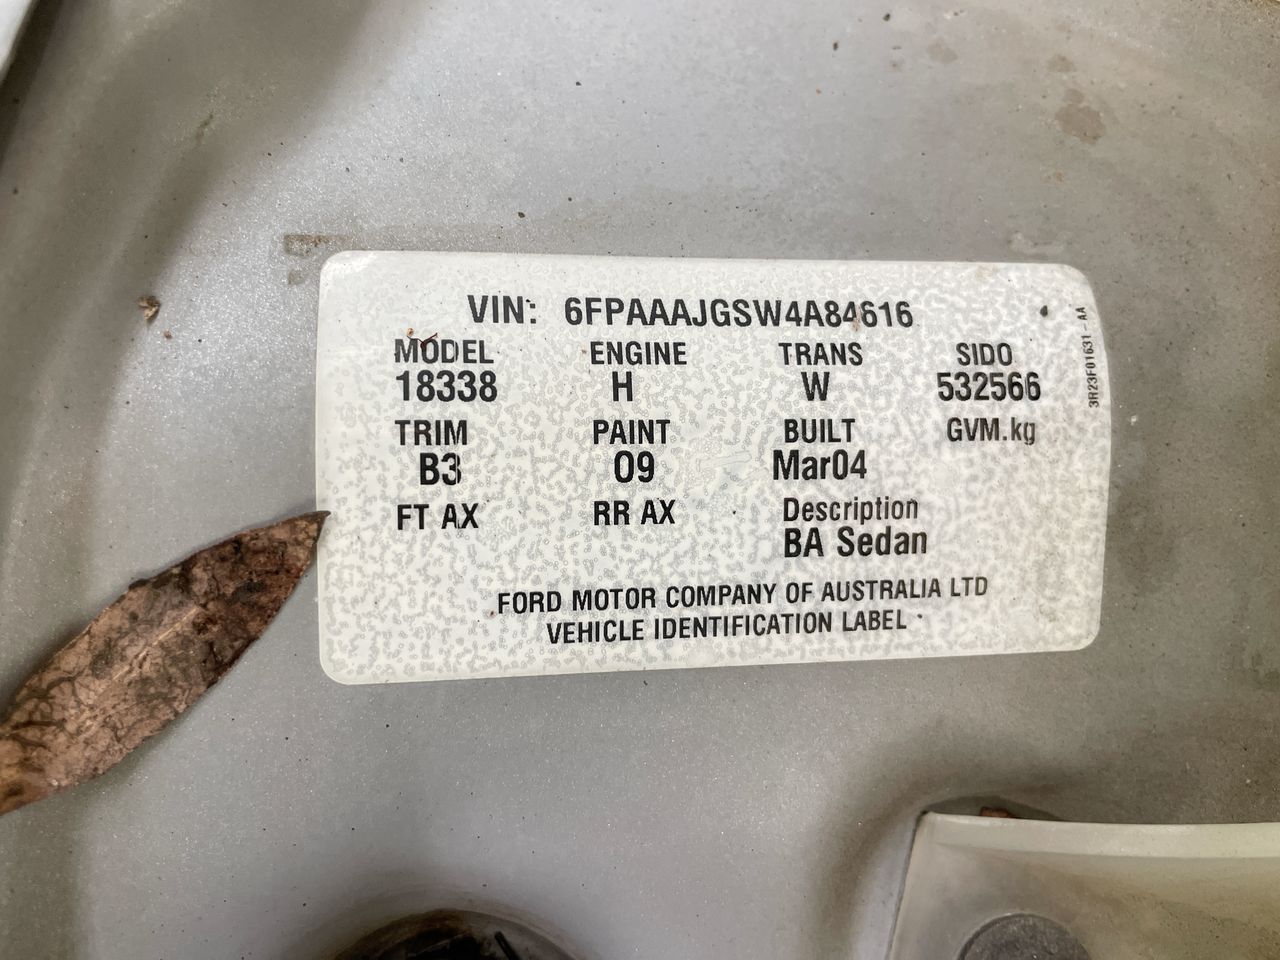 VIN: 6FPAAAJGSW4A84616
MODEL ENGINE TRANS SIDO
18338 H W 532566
TRIM PAINT BUILT GVM.kg
B3 09 Mar04
FT AX RR AX Description
BA Sedan
FORD MOTOR COMPANY OF AUSTRALIA LTD
VEHICLE IDENTIFICATION LABEL
3R23F01631-AA